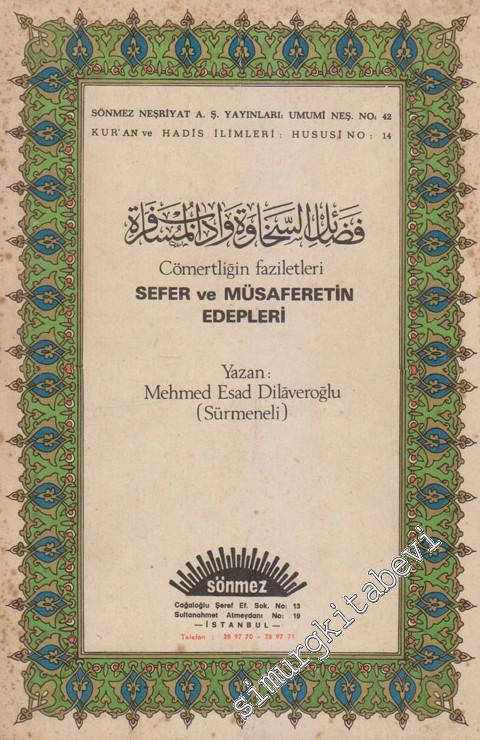 SÖNMEZ NEŞRİYAT A. Ş. YAYINLARI: UMUMİ NEŞ. NO: 42
KUR'AN ve HADİS İLİMLERİ : HUSUSİ NO : 14
فضائل السخاوة وآداب المسافرة
Cömertliğin faziletleri
SEFER ve MÜSAFERETİN
EDEPLERİ
Yazan :
Mehmed Esad Dilâveroğlu
(Sürmeneli)
sönmez
Cağaloğlu Şeref Ef. Sok. No: 13
Sultanahmet Atmeydanı No: 19
— İSTANBUL —
Telefon : 28 97 70 - 28 97 71
simurgkitabevi